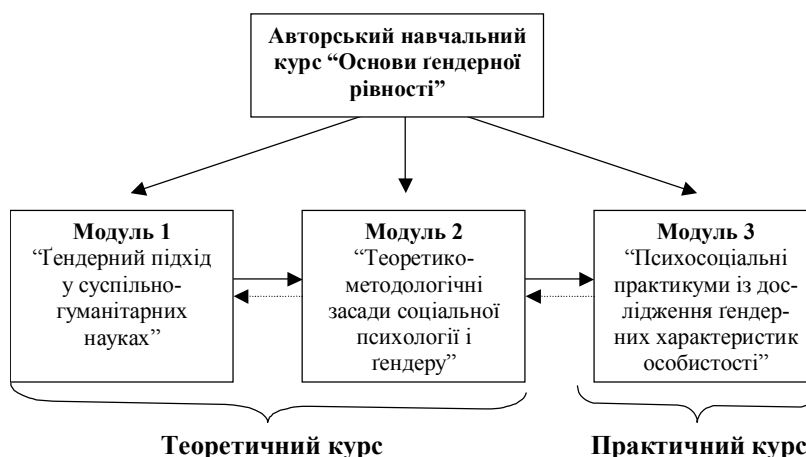 Авторський навчальний
курс “Основи ґендерної
рівності”
Модуль 1
“Ґендерний підхід
у суспільно-
гуманітарних
науках”
Модуль 2
“Теоретико-
методологічні
засади соціальної
психології і
ґендеру”
Модуль 3
“Психосоціальні
практикуми із дос-
лідження ґендер-
них характеристик
особистості”
Теоретичний курс
Практичний курс